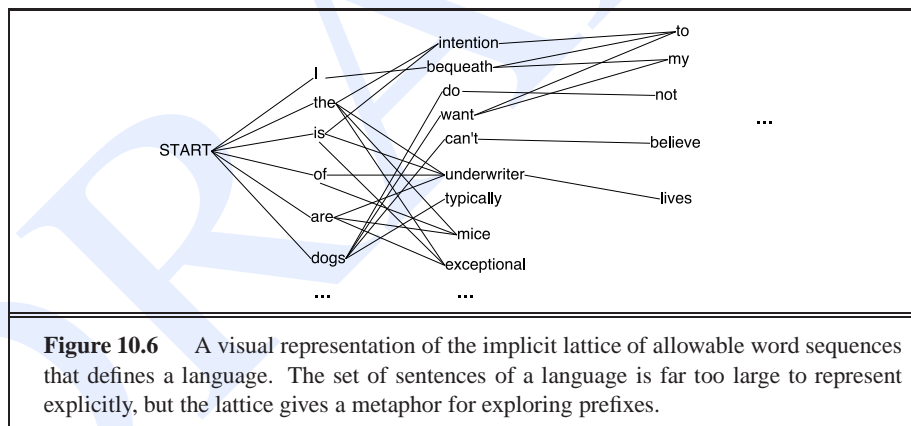 intention
to
bequeath
my
I
do
not
the
want
...
is
can't
believe
START
of
underwriter
typically
lives
are
mice
dogs
exceptional
...
...
Figure 10.6 A visual representation of the implicit lattice of allowable word sequences
that defines a language. The set of sentences of a language is far too large to represent
explicitly, but the lattice gives a metaphor for exploring prefixes.